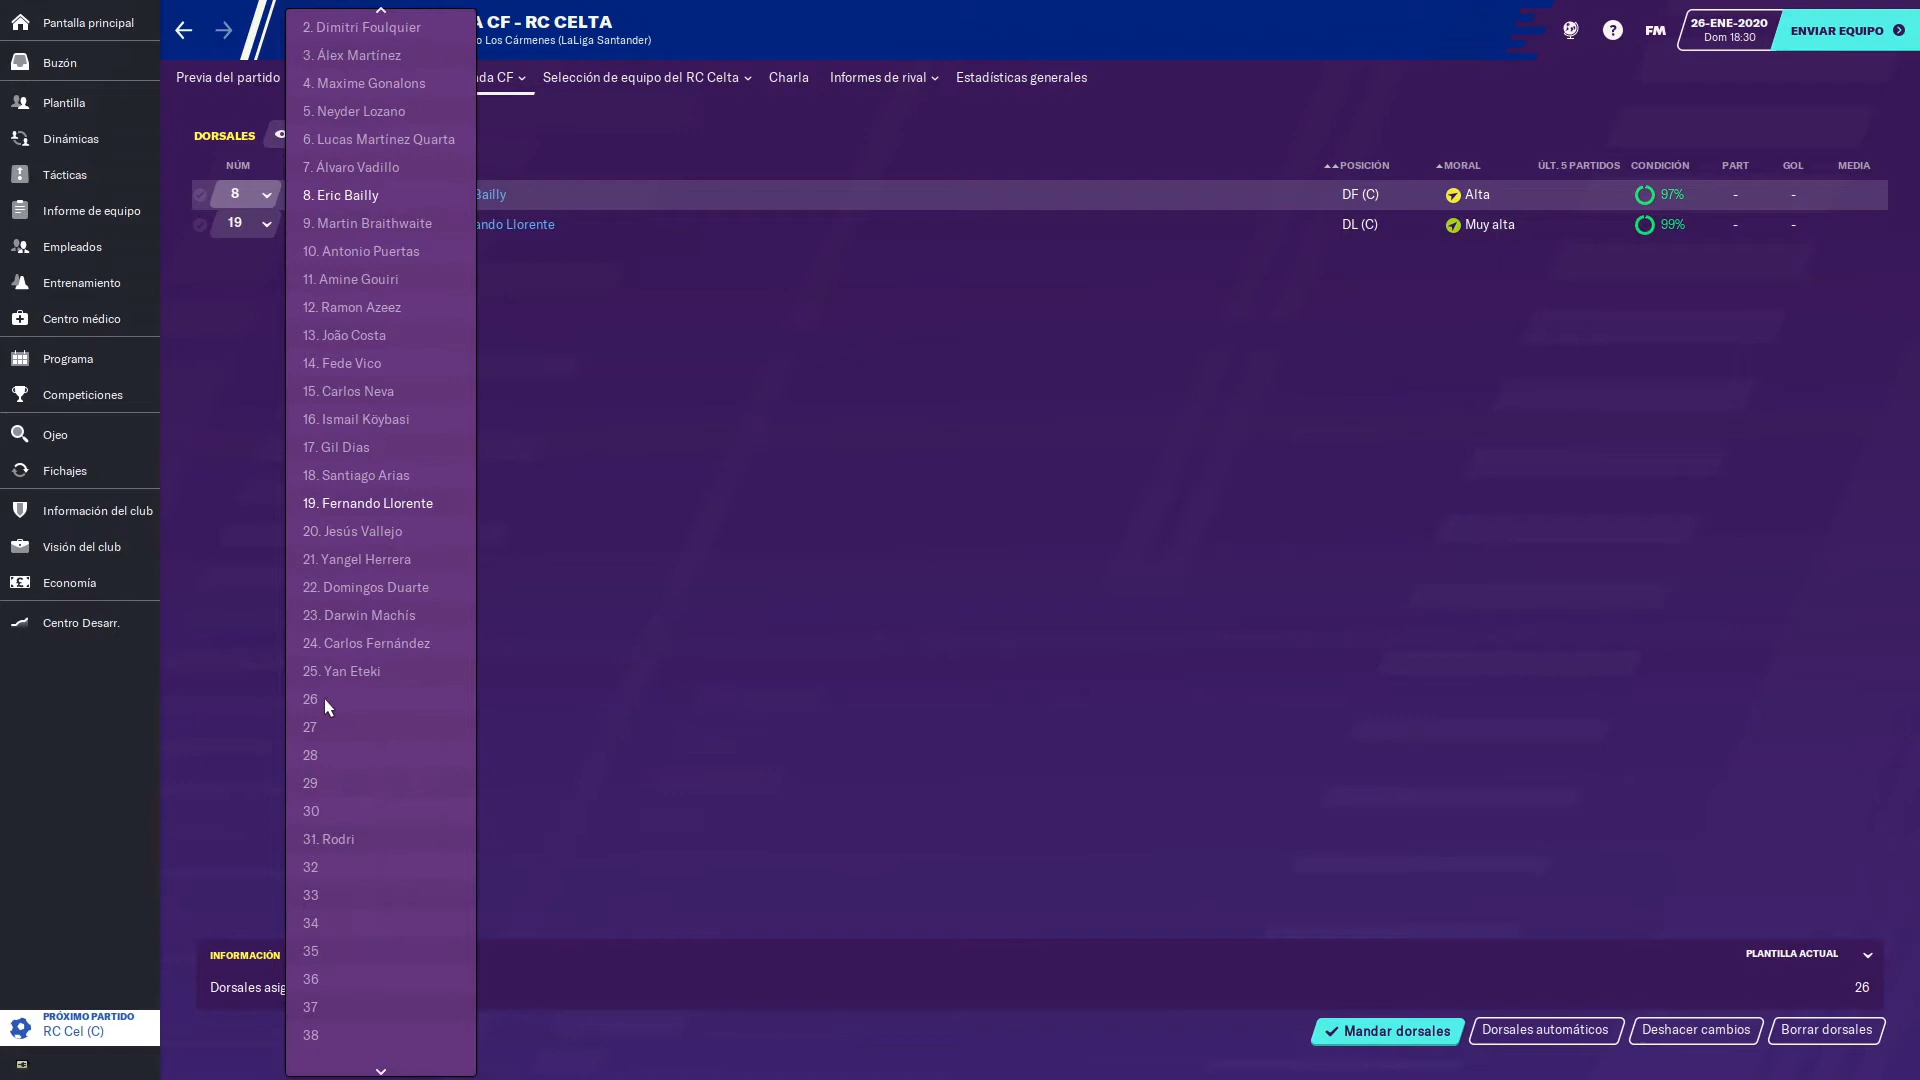 Pantalla principal
Buzón
Plantilla
Dinámicas
Tácticas
Informe de equipo
Empleados
Entrenamiento
Centro médico
Programa
Competiciones
Ojeo
Fichajes
Información del club
Visión del club
Economía
Centro Desarr.
PRÓXIMO PARTIDO
RC Cel (C)
A CF - RC CELTA
o Los Cármenes (LaLiga Santander)
? FM
26-ENE-2020
Dom 18:30
ENVIAR EQUIPO
Previa del partido da CF Selección de equipo del RC Celta Charla Informes de rival Estadísticas generales
DORSALES
NÚM POSICIÓN MORAL ÚLT. 5 PARTIDOS CONDICIÓN PART GOL MEDIA
8 Bailly DF (C) Alta 97% - -
19 ando Llorente DL (C) Muy alta 99% - -
2. Dimitri Foulquier
3. Álex Martínez
4. Maxime Gonalons
5. Neyder Lozano
6. Lucas Martínez Quarta
7. Álvaro Vadillo
8. Eric Bailly
9. Martin Braithwaite
10. Antonio Puertas
11. Amine Gouiri
12. Ramon Azeez
13. João Costa
14. Fede Vico
15. Carlos Neva
16. Ismail Köybasi
17. Gil Dias
18. Santiago Arias
19. Fernando Llorente
20. Jesús Vallejo
21. Yangel Herrera
22. Domingos Duarte
23. Darwin Machís
24. Carlos Fernández
25. Yan Eteki
26
27
28
29
30
31. Rodri
32
33
34
35
36
37
38
INFORMACIÓN PLANTILLA ACTUAL
Dorsales asig 26
Mandar dorsales Dorsales automáticos Deshacer cambios Borrar dorsales